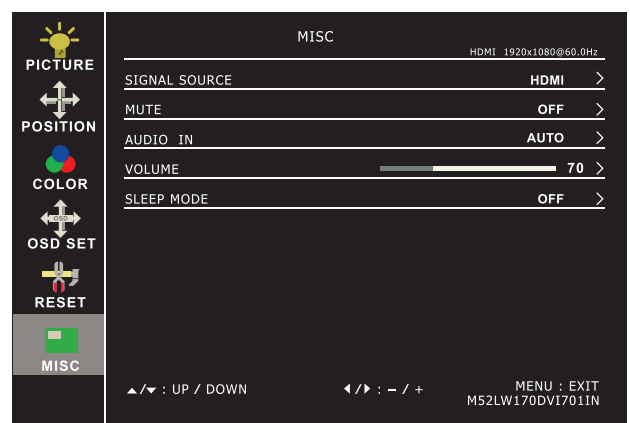 PICTURE
POSITION
COLOR
OSD
OSD SET
RESET
MISC
MISC
HDMI 1920x1080@60.0Hz
SIGNAL SOURCE HDMI
MUTE OFF
AUDIO IN AUTO
VOLUME 70
SLEEP MODE OFF
▲/▼ : UP / DOWN ◀/▶ : – / + MENU : EXIT
M52LW170DVI701IN